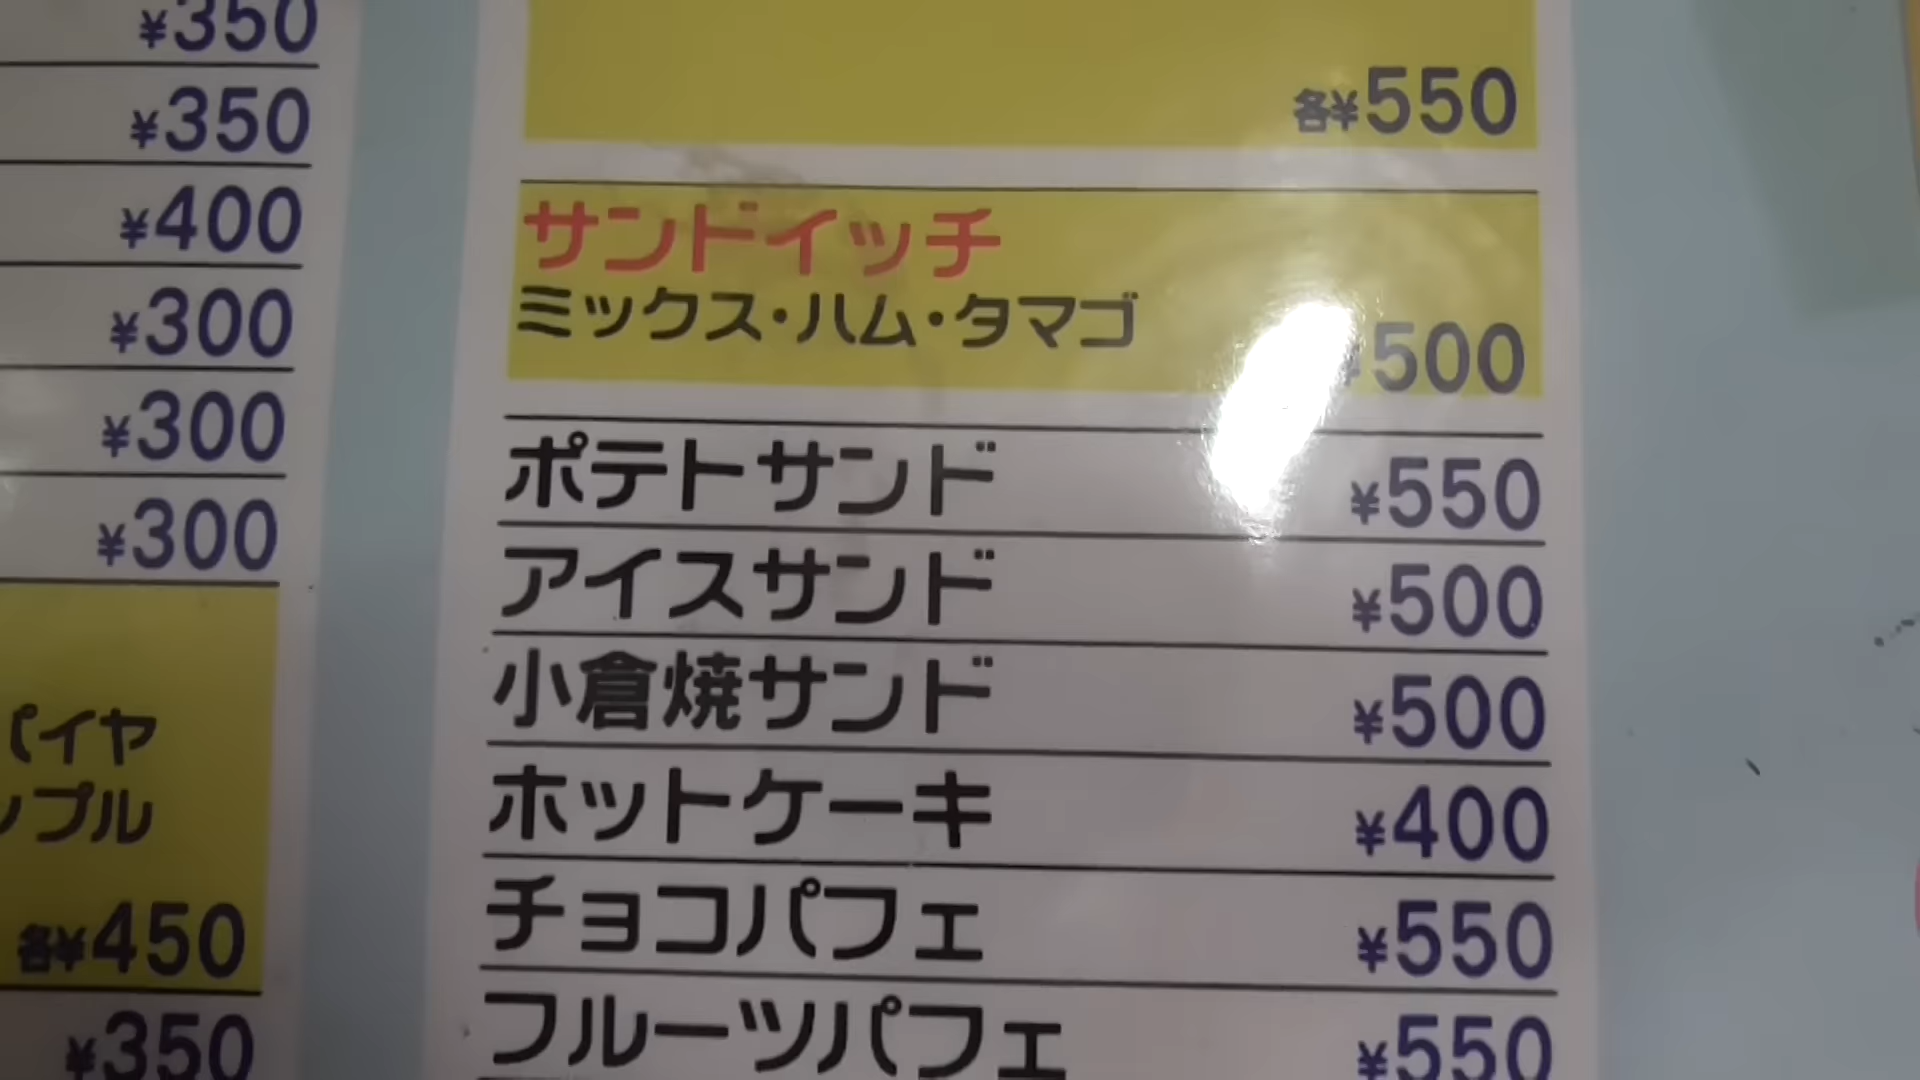 ¥350
¥350
¥400
¥300
¥300
¥300
パイヤ
ップル
各¥450
¥350
各¥550
サンドイッチ
ミックス・ハム・タマゴ
¥500
ポテトサンド ¥550
アイスサンド ¥500
小倉焼サンド ¥500
ホットケーキ ¥400
チョコパフェ ¥550
フルーツパフェ ¥550